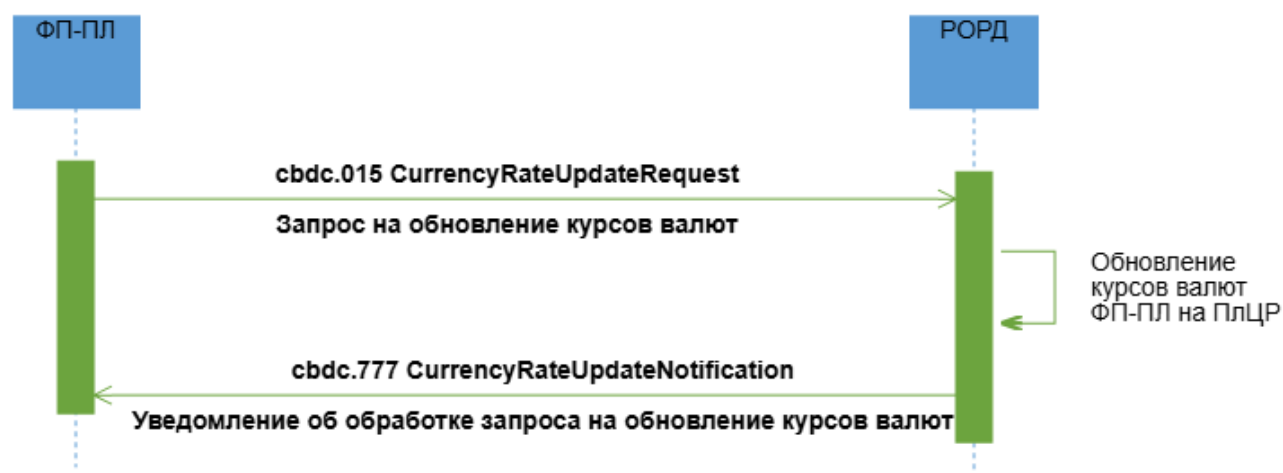 ФП-ПЛ
РОРД
cbdc.015 CurrencyRateUpdateRequest
Запрос на обновление курсов валют
Обновление
курсов валют
ФП-ПЛ на ПлЦР
cbdc.777 CurrencyRateUpdateNotification
Уведомление об обработке запроса на обновление курсов валют